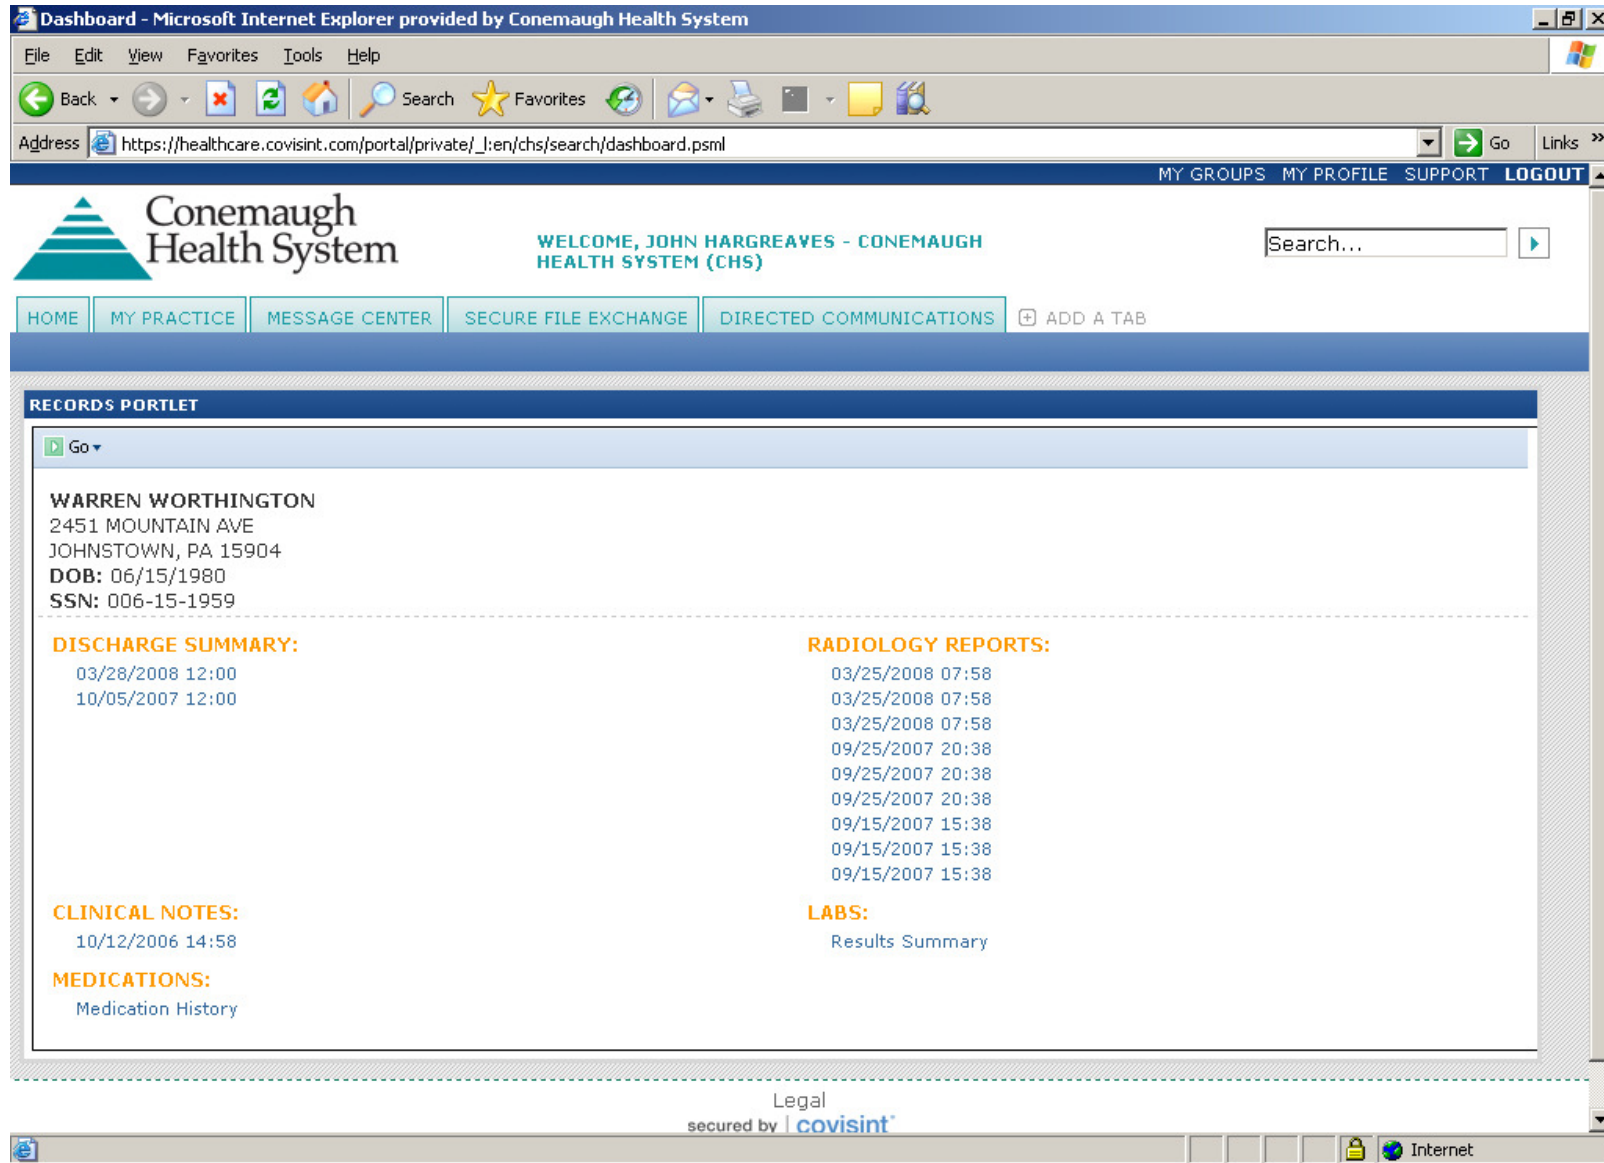 Dashboard - Microsoft Internet Explorer provided by Conemaugh Health System
File Edit View Favorites Tools Help
Back Search Favorites
Address https://healthcare.covisint.com/portal/private/_l:en/chs/search/dashboard.psml Go Links »
MY GROUPS MY PROFILE SUPPORT LOGOUT
Conemaugh
Health System
WELCOME, JOHN HARGREAVES - CONEMAUGH
HEALTH SYSTEM (CHS)
Search...
HOME MY PRACTICE MESSAGE CENTER SECURE FILE EXCHANGE DIRECTED COMMUNICATIONS ADD A TAB
RECORDS PORTLET
Go
WARREN WORTHINGTON
2451 MOUNTAIN AVE
JOHNSTOWN, PA 15904
DOB: 06/15/1980
SSN: 006-15-1959
DISCHARGE SUMMARY:
03/28/2008 12:00
10/05/2007 12:00
RADIOLOGY REPORTS:
03/25/2008 07:58
03/25/2008 07:58
03/25/2008 07:58
09/25/2007 20:38
09/25/2007 20:38
09/25/2007 20:38
09/15/2007 15:38
09/15/2007 15:38
09/15/2007 15:38
CLINICAL NOTES:
10/12/2006 14:58
LABS:
Results Summary
MEDICATIONS:
Medication History
Legal
secured by | covisint
Internet